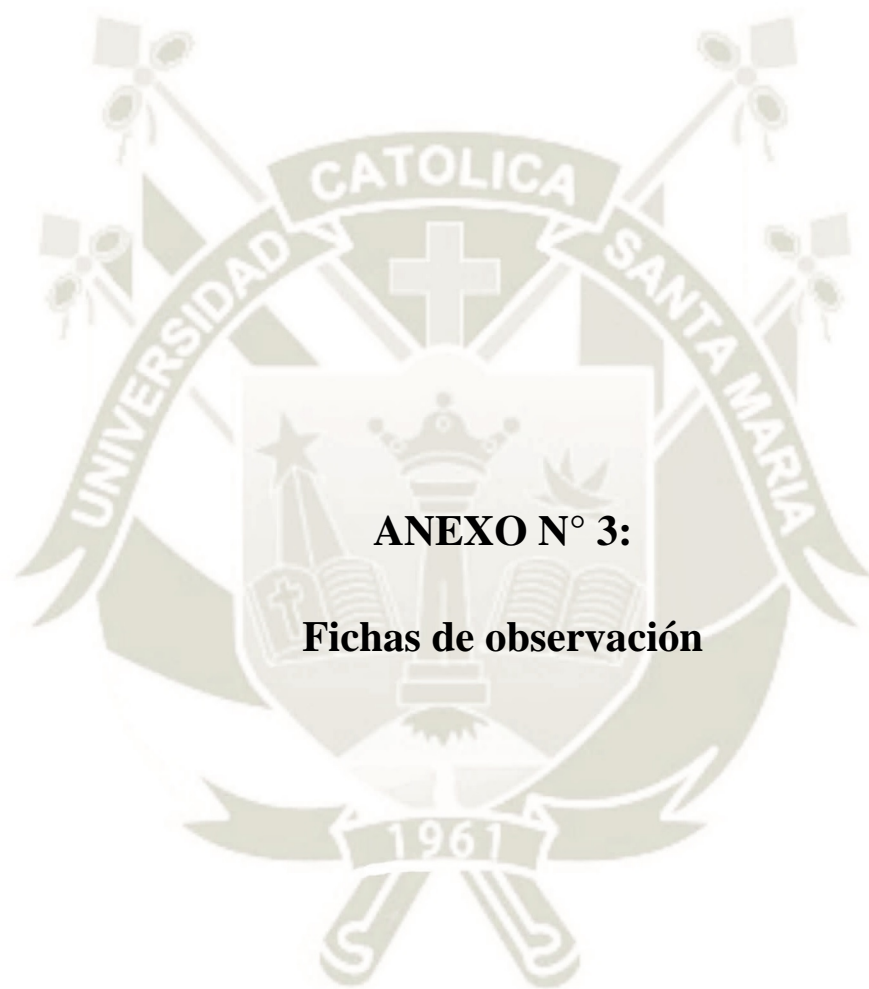 CATOLICA
UNIVERSIDAD
SANTA MARIA
ANEXO N° 3:
Fichas de observación
1961